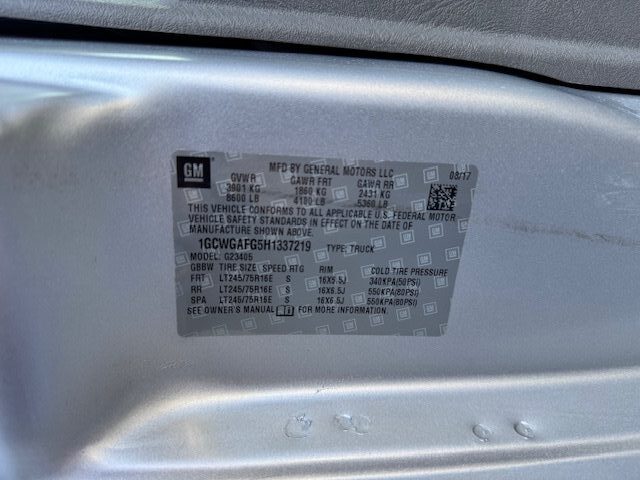 GM
MFD BY GENERAL MOTORS LLC
08/17
GVWR GAWR FRT GAWR RR
3901 KG 1860 KG 2431 KG
8600 LB 4100 LB 5360 LB
THIS VEHICLE CONFORMS TO ALL APPLICABLE U.S. FEDERAL MOTOR
VEHICLE SAFETY STANDARDS IN EFFECT ON THE DATE OF
MANUFACTURE SHOWN ABOVE.
1GCWGAFG5H1337219 TYPE: TRUCK
MODEL: G23405
GBBW TIRE SIZE SPEED RTG RIM COLD TIRE PRESSURE
FRT LT245/75R16E S 16X6.5J 340KPA(50PSI)
RR LT245/75R16E S 16X6.5J 550KPA(80PSI)
SPA LT245/75R16E S 16X6.5J 550KPA(80PSI)
SEE OWNER'S MANUAL FOR MORE INFORMATION.